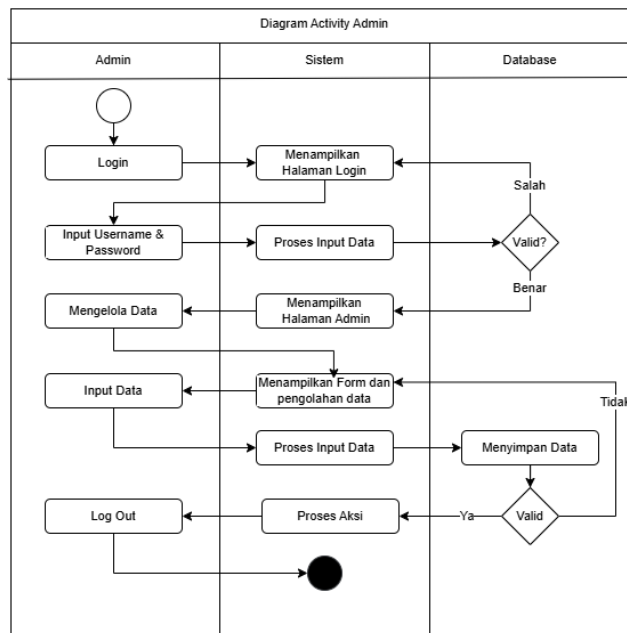 Diagram Activity Admin
Admin
Sistem
Database
Login
Menampilkan
Halaman Login
Salah
Input Username &
Password
Proses Input Data
Valid?
Benar
Mengelola Data
Menampilkan
Halaman Admin
Input Data
Menampilkan Form dan
pengolahan data
Tidak
Proses Input Data
Menyimpan Data
Log Out
Proses Aksi
Ya
Valid